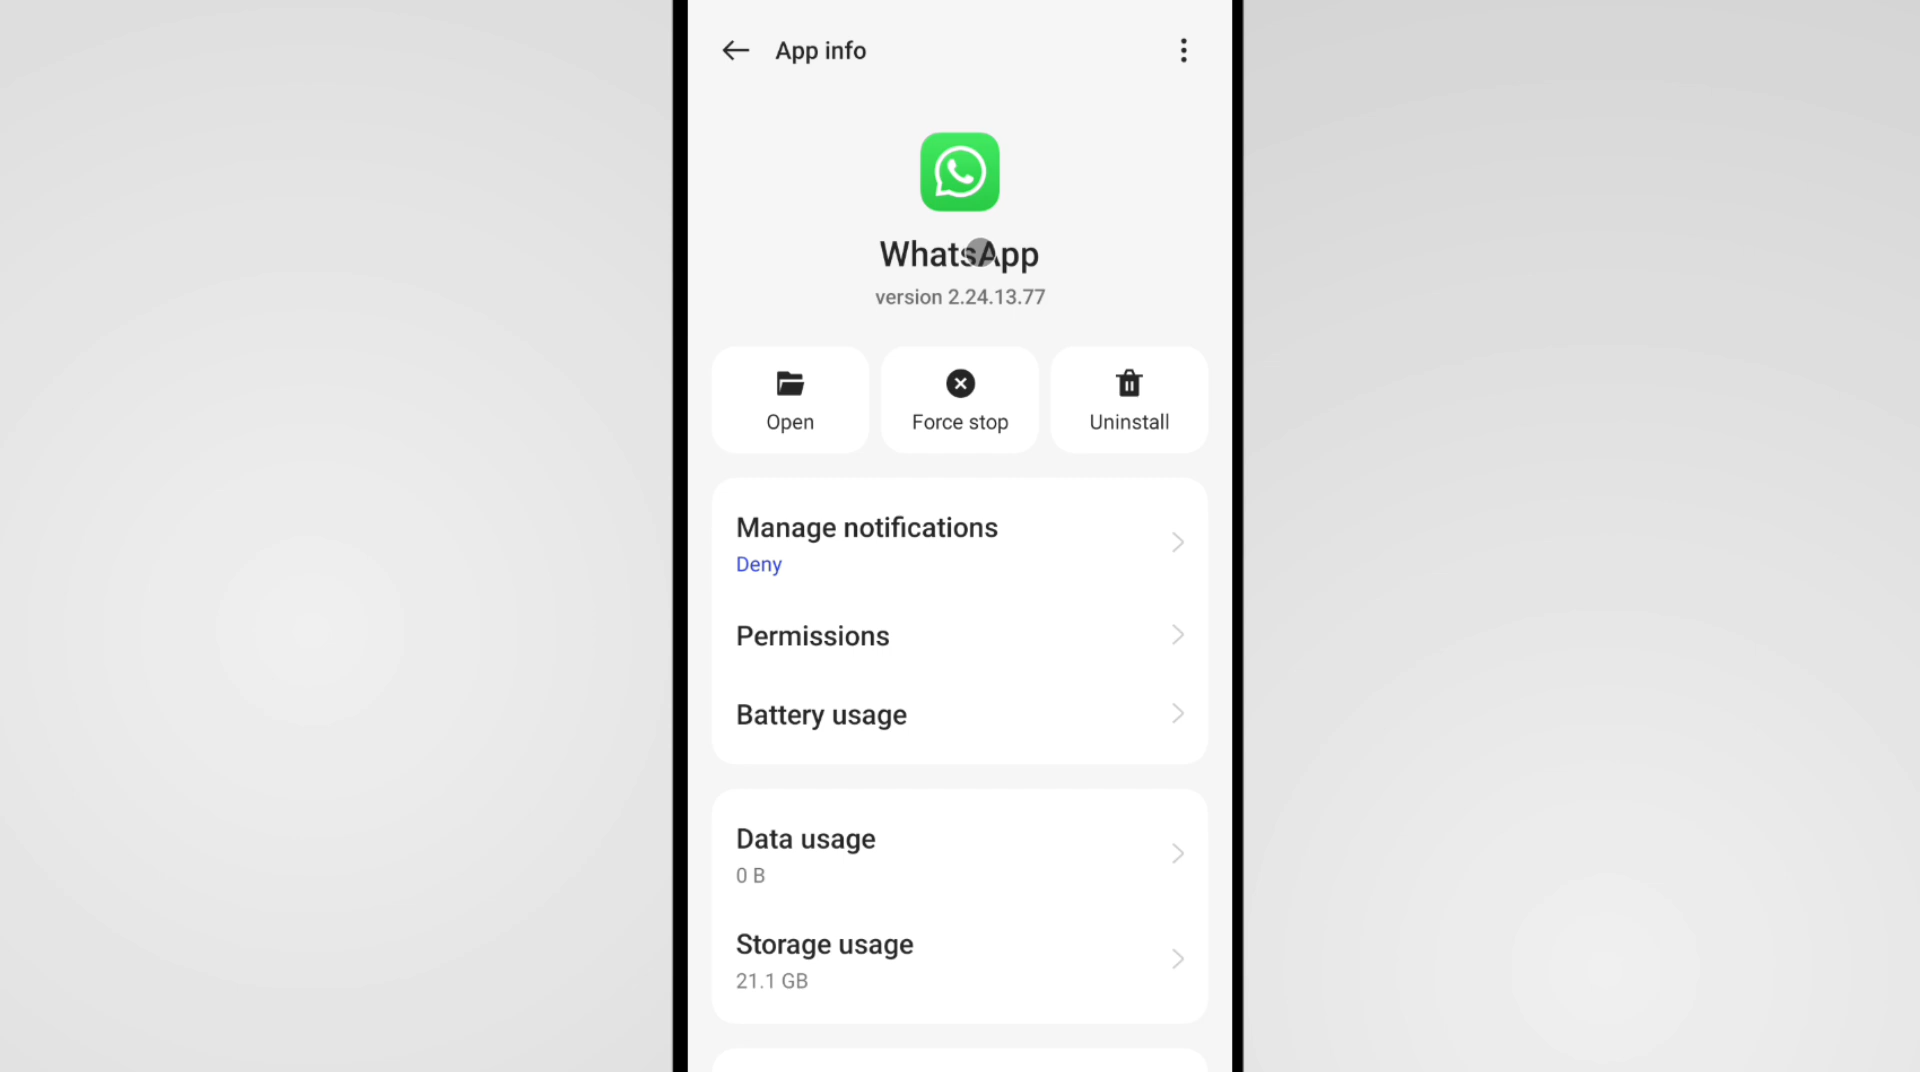 App info
WhatsApp
version 2.24.13.77
Open
Force stop
Uninstall
Manage notifications
Deny
Permissions
Battery usage
Data usage
0 B
Storage usage
21.1 GB